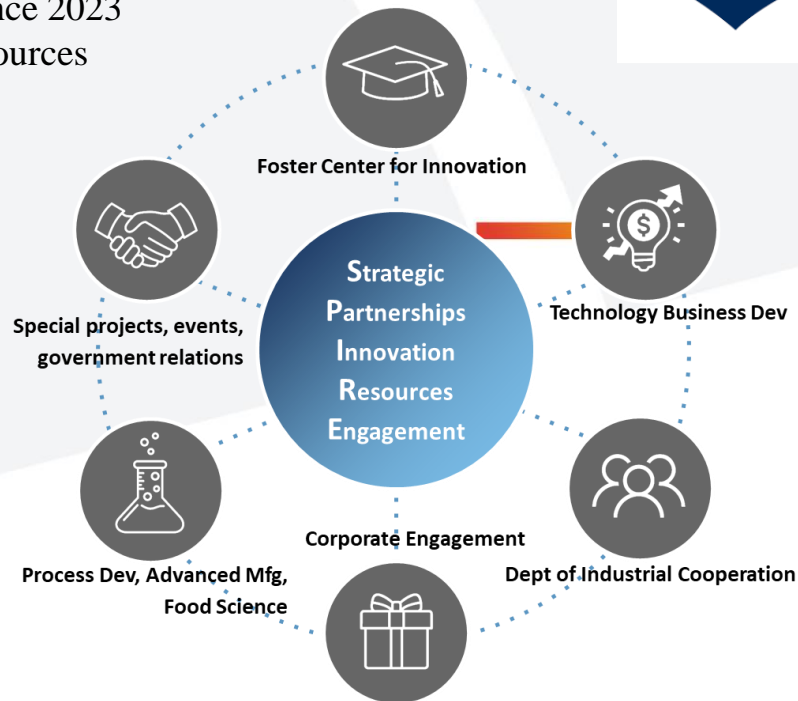 nce 2023
ources
Foster Center for Innovation
Technology Business Dev
Special projects, events,
government relations
Strategic
Partnerships
Innovation
Resources
Engagement
Corporate Engagement
Process Dev, Advanced Mfg,
Food Science
Dept of Industrial Cooperation
$